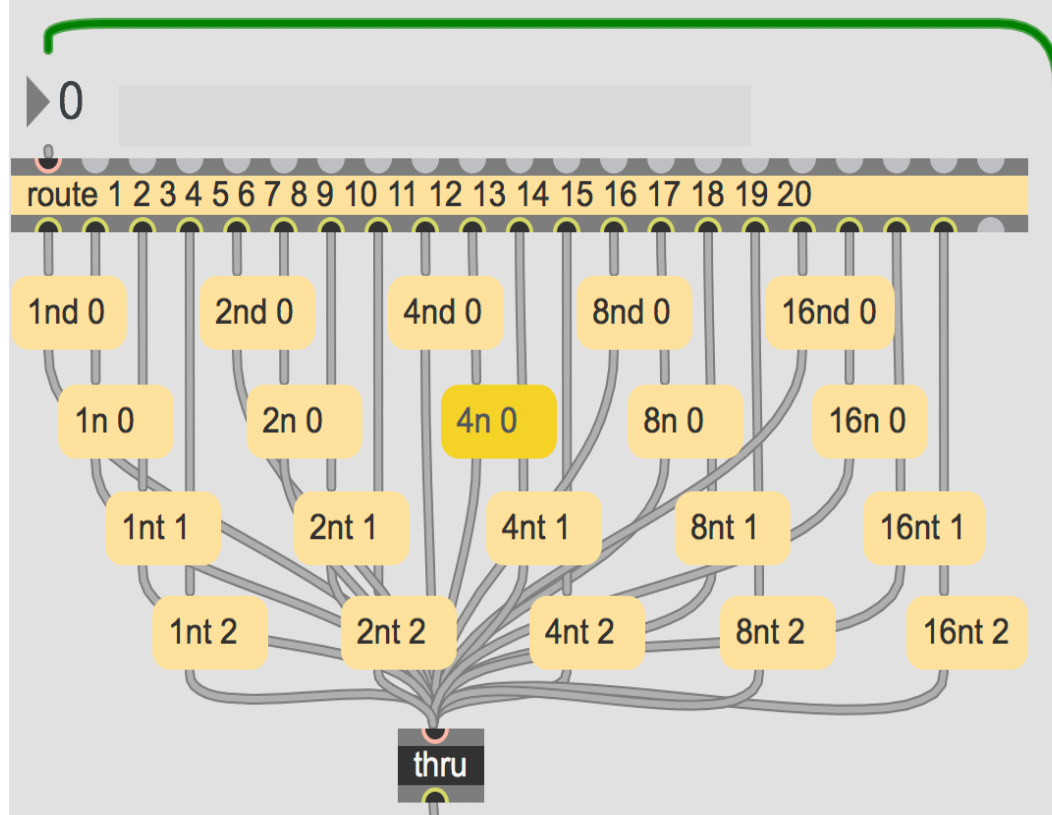 0
route 1 2 3 4 5 6 7 8 9 10 11 12 13 14 15 16 17 18 19 20
1nd 0 2nd 0 4nd 0 8nd 0 16nd 0
1n 0 2n 0 4n 0 8n 0 16n 0
1nt 1 2nt 1 4nt 1 8nt 1 16nt 1
1nt 2 2nt 2 4nt 2 8nt 2 16nt 2
thru